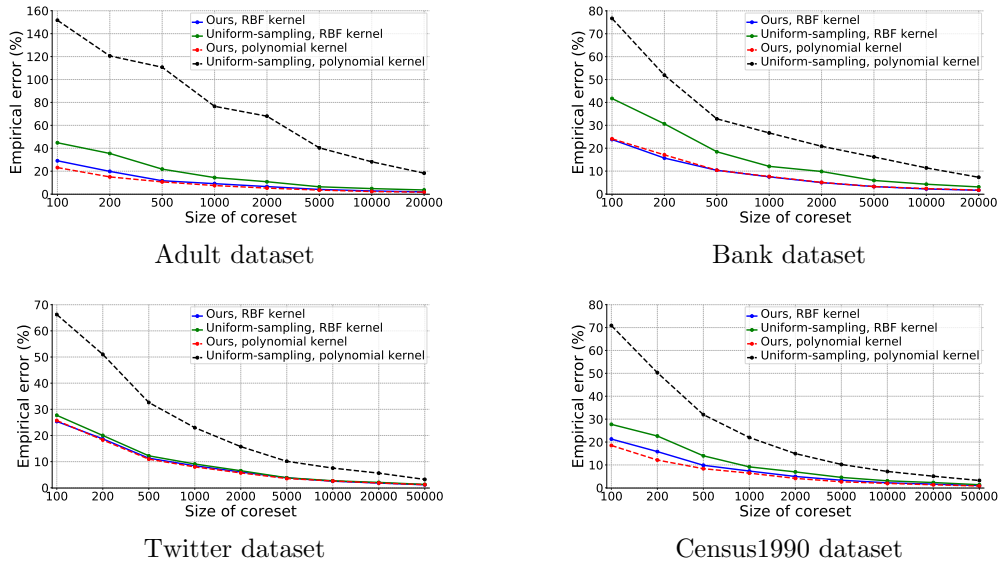 Empirical error (%)
160
140
120
100
80
60
40
20
0
Ours, RBF kernel
Uniform-sampling, RBF kernel
Ours, polynomial kernel
Uniform-sampling, polynomial kernel
100 200 500 1000 2000 5000 10000 20000
Size of coreset
Adult dataset
Empirical error (%)
80
70
60
50
40
30
20
10
0
Ours, RBF kernel
Uniform-sampling, RBF kernel
Ours, polynomial kernel
Uniform-sampling, polynomial kernel
100 200 500 1000 2000 5000 10000 20000
Size of coreset
Bank dataset
Empirical error (%)
70
60
50
40
30
20
10
0
Ours, RBF kernel
Uniform-sampling, RBF kernel
Ours, polynomial kernel
Uniform-sampling, polynomial kernel
100 200 500 1000 2000 5000 10000 20000 50000
Size of coreset
Twitter dataset
Empirical error (%)
80
70
60
50
40
30
20
10
0
Ours, RBF kernel
Uniform-sampling, RBF kernel
Ours, polynomial kernel
Uniform-sampling, polynomial kernel
100 200 500 1000 2000 5000 10000 20000 50000
Size of coreset
Census1990 dataset